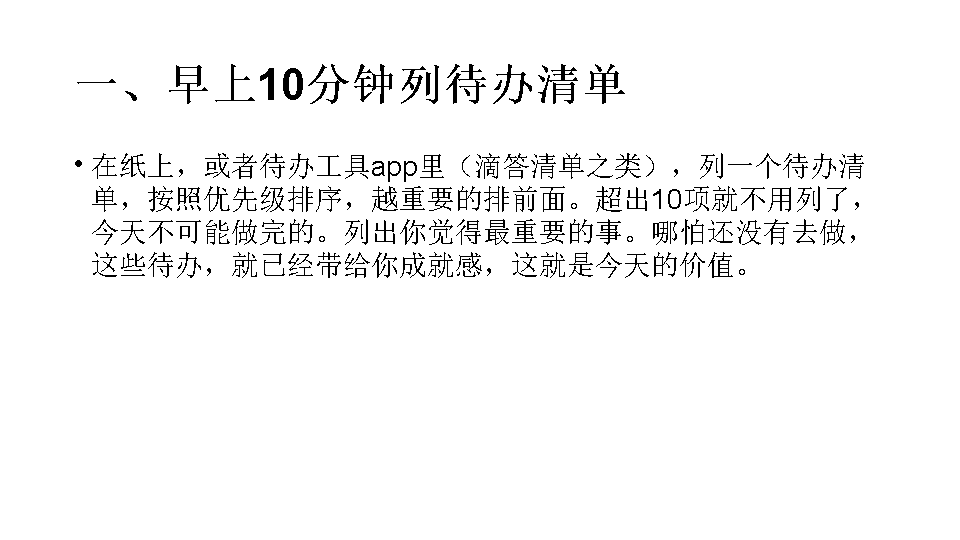 一、早上10分钟列待办清单
• 在纸上，或者待办工具app里（滴答清单之类），列一个待办清
单，按照优先级排序，越重要的排前面。超出10项就不用列了，
今天不可能做完的。列出你觉得最重要的事。哪怕还没有去做，
这些待办，就已经带给你成就感，这就是今天的价值。